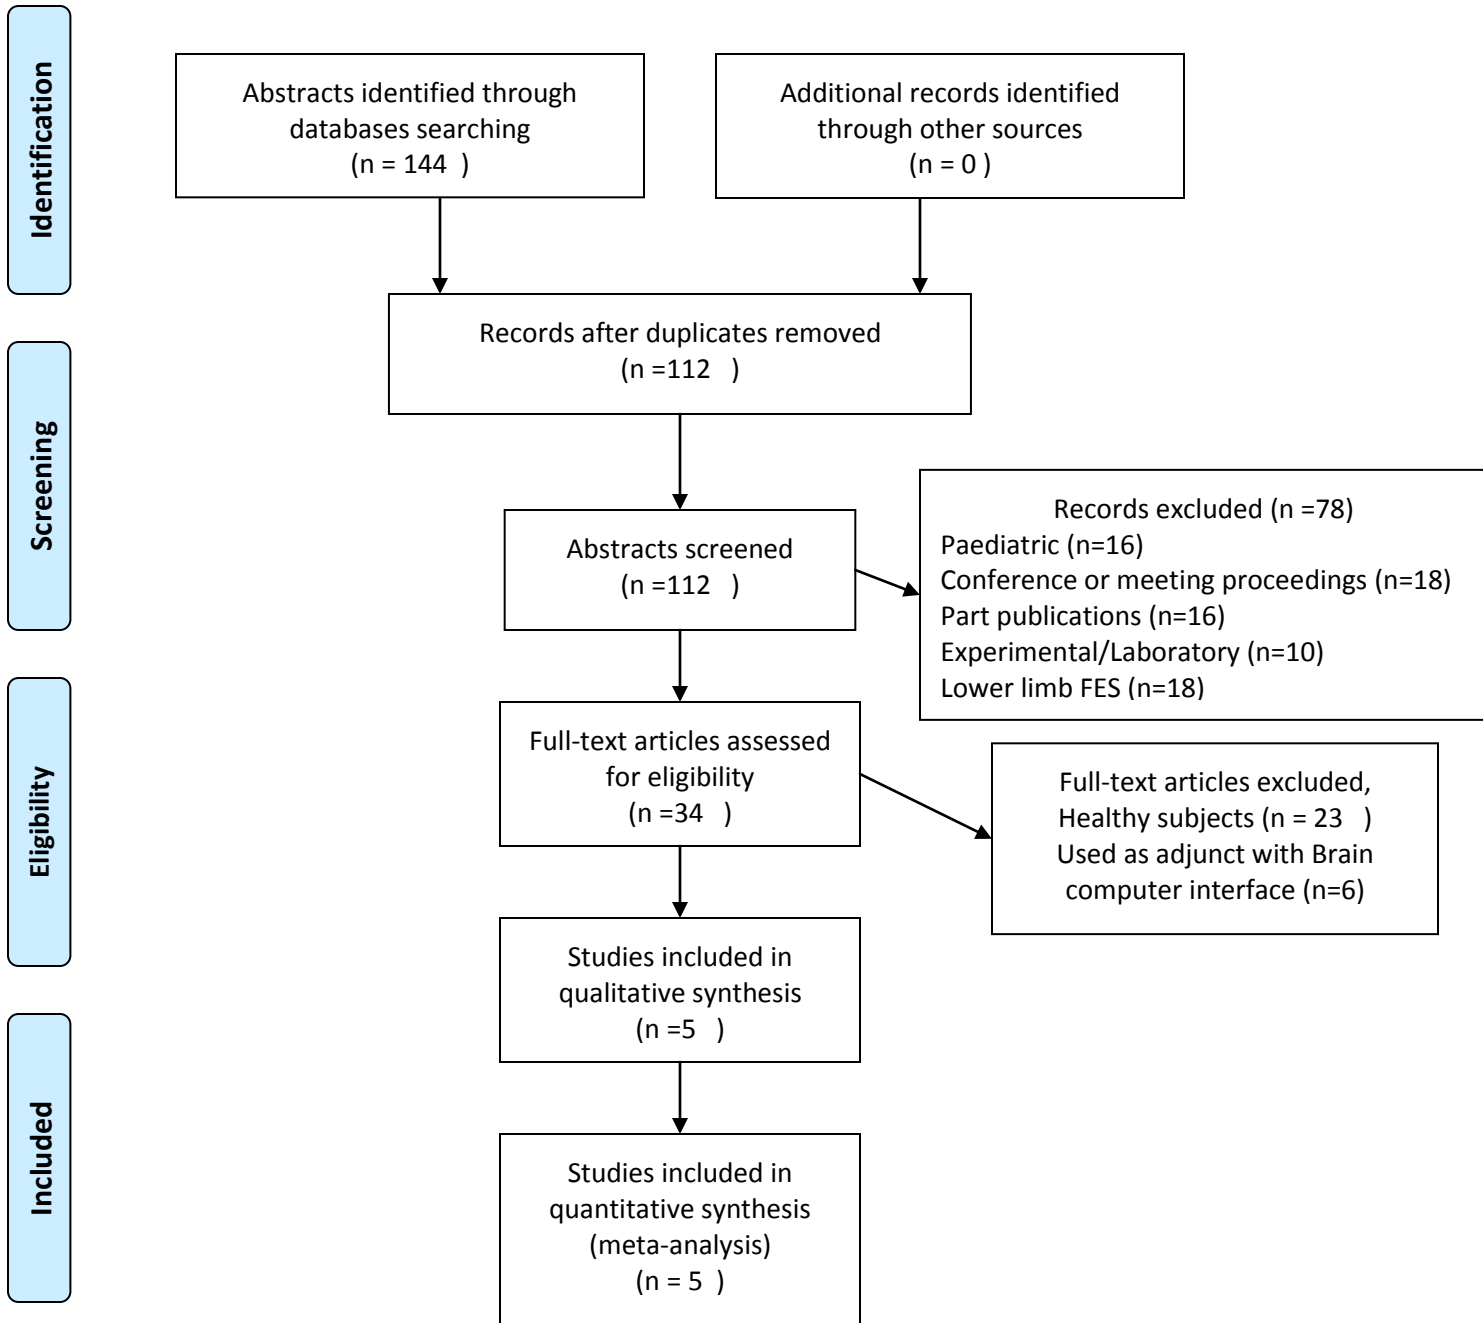 Identification
Abstracts identified through
databases searching
(n = 144 )
Additional records identified
through other sources
(n = 0 )
Records after duplicates removed
(n =112 )
Screening
Abstracts screened
(n =112 )
Records excluded (n =78)
Paediatric (n=16)
Conference or meeting proceedings (n=18)
Part publications (n=16)
Experimental/Laboratory (n=10)
Lower limb FES (n=18)
Eligibility
Full-text articles assessed
for eligibility
(n =34 )
Full-text articles excluded,
Healthy subjects (n = 23 )
Used as adjunct with Brain
computer interface (n=6)
Studies included in
qualitative synthesis
(n =5 )
Included
Studies included in
quantitative synthesis
(meta-analysis)
(n = 5 )